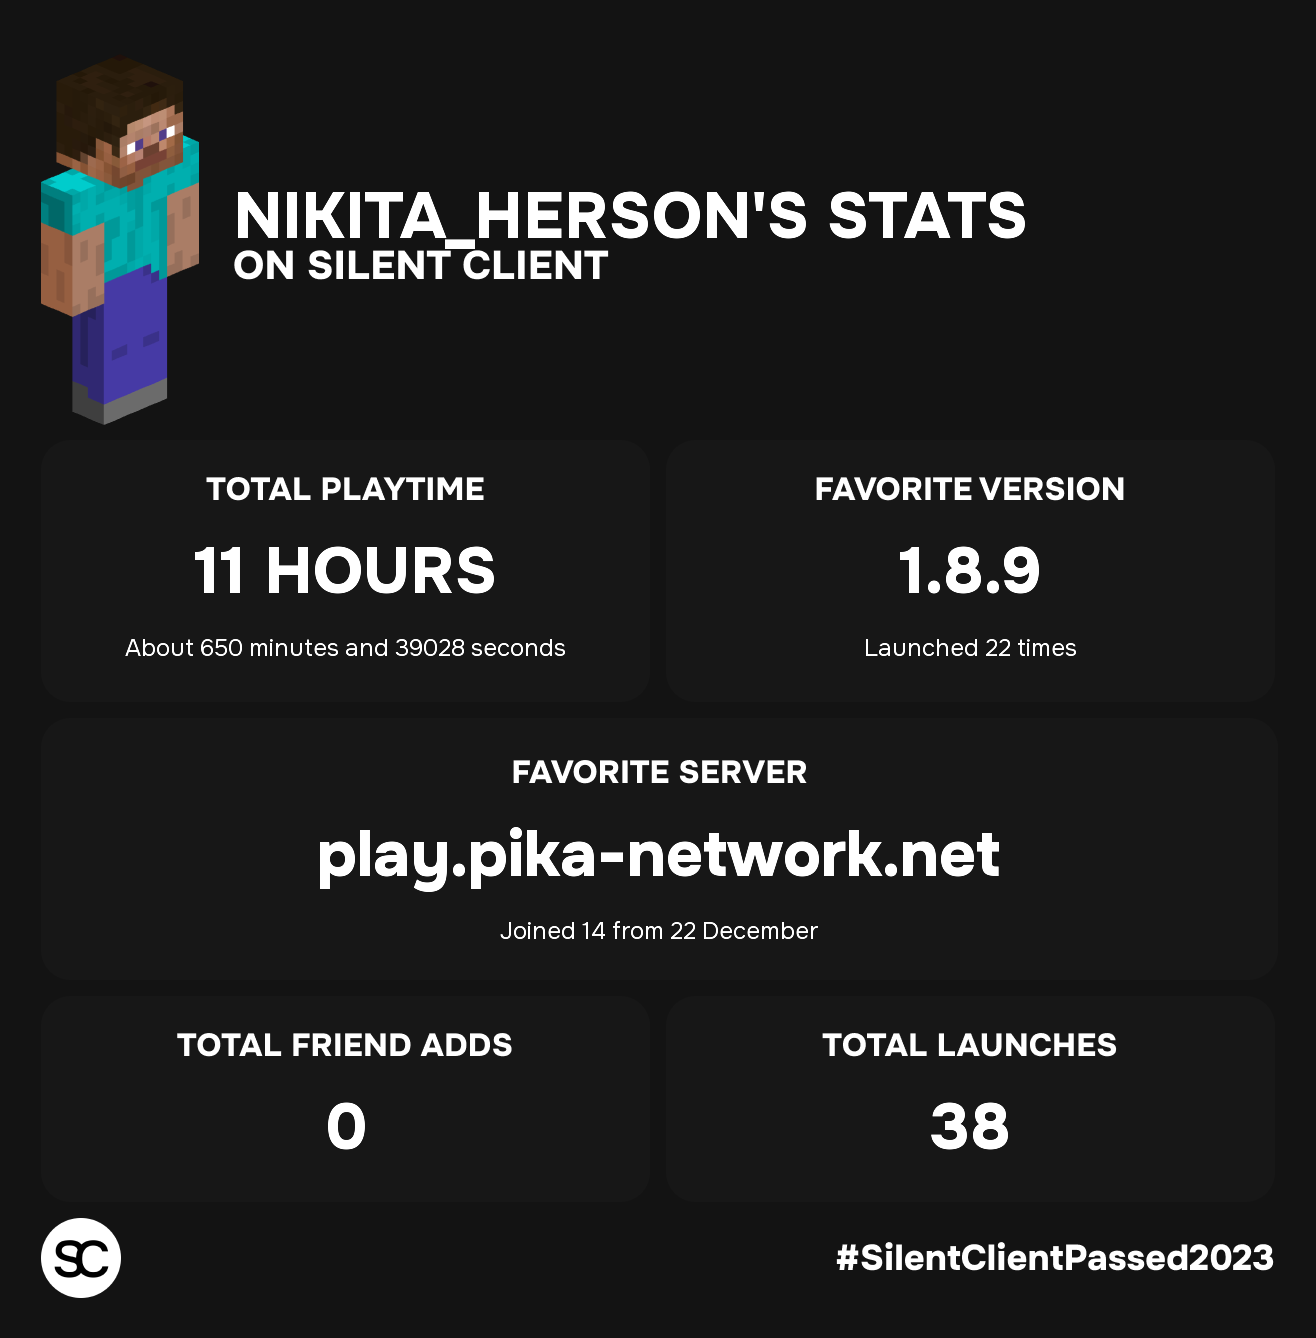 NIKITA_HERSON'S STATS
ON SILENT CLIENT
TOTAL PLAYTIME
11 HOURS
About 650 minutes and 39028 seconds
FAVORITE VERSION
1.8.9
Launched 22 times
FAVORITE SERVER
play.pika-network.net
Joined 14 from 22 December
TOTAL FRIEND ADDS
0
TOTAL LAUNCHES
38
SC
#SilentClientPassed2023